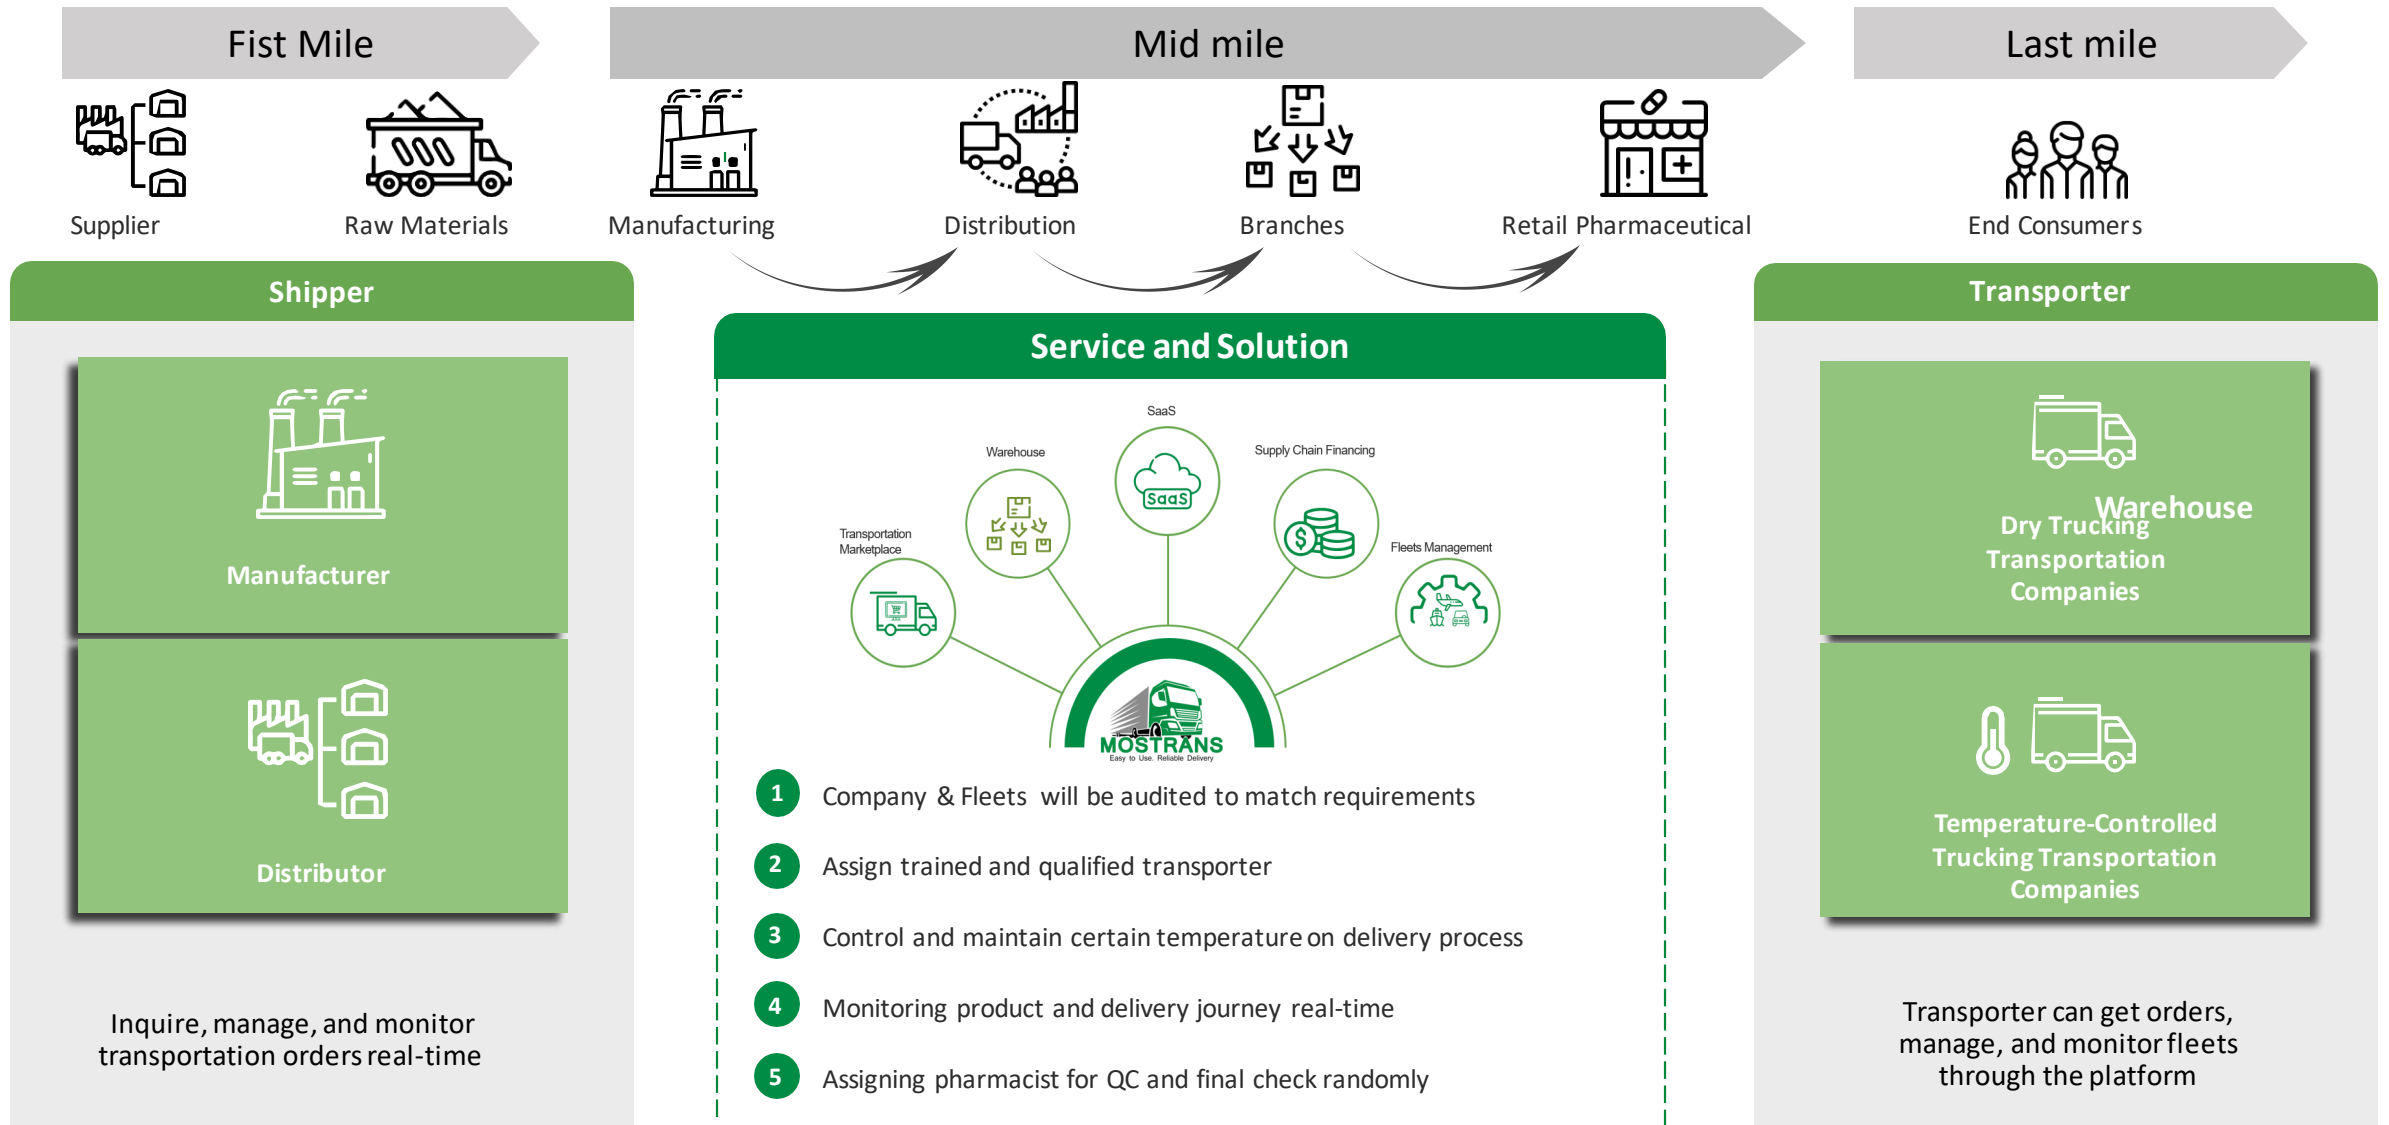 Fist Mile
Mid mile
Last mile
Supplier
Raw Materials
Manufacturing
Distribution
Branches
Retail Pharmaceutical
End Consumers
Shipper
Manufacturer
Distributor
Inquire, manage, and monitor
transportation orders real-time
Service and Solution
SaaS
Warehouse
Supply Chain Financing
Transportation
Marketplace
Fleets Management
SaaS
$
MOSTRANS
Easy to Use. Reliable Delivery
1 Company & Fleets will be audited to match requirements
2 Assign trained and qualified transporter
3 Control and maintain certain temperature on delivery process
4 Monitoring product and delivery journey real-time
5 Assigning pharmacist for QC and final check randomly
Transporter
Warehouse
Dry Trucking
Transportation
Companies
Temperature-Controlled
Trucking Transportation
Companies
Transporter can get orders,
manage, and monitor fleets
through the platform